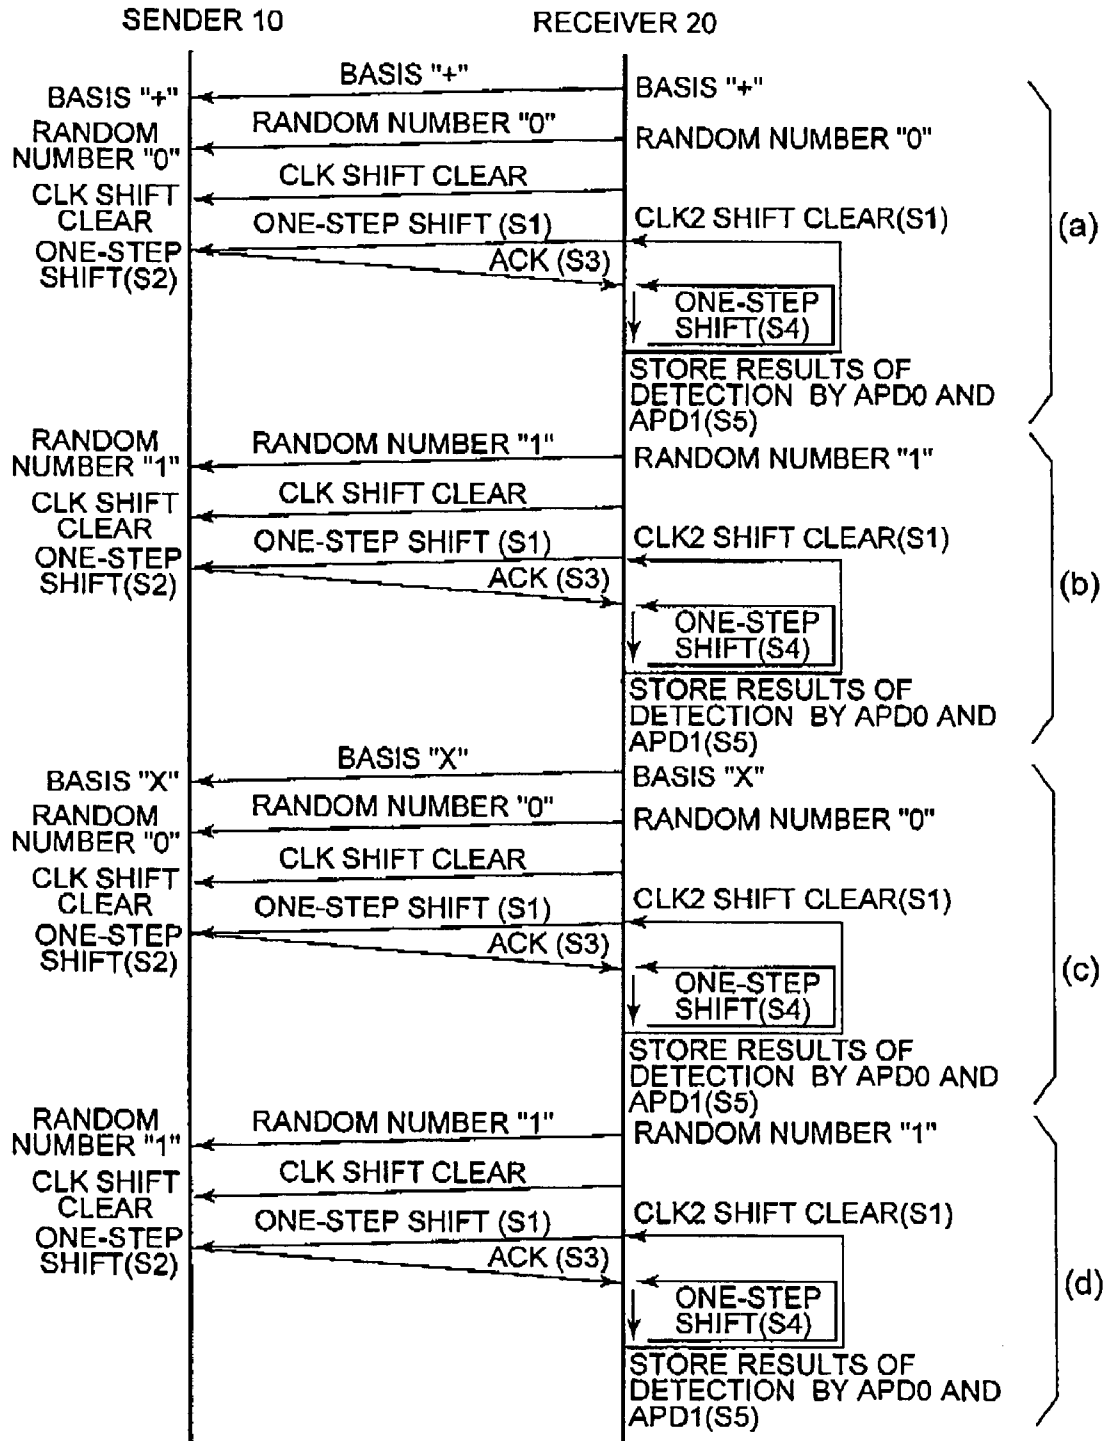 SENDER 10
RECEIVER 20
BASIS "+"
BASIS "+"
BASIS "+"
RANDOM
NUMBER "0"
RANDOM NUMBER "0"
RANDOM NUMBER "0"
CLK SHIFT
CLEAR
CLK SHIFT CLEAR
ONE-STEP
SHIFT(S2)
ONE-STEP SHIFT (S1)
CLK2 SHIFT CLEAR(S1)
ACK (S3)
ONE-STEP
SHIFT(S4)
STORE RESULTS OF
DETECTION BY APD0 AND
APD1(S5)
(a)
RANDOM
NUMBER "1"
RANDOM NUMBER "1"
RANDOM NUMBER "1"
CLK SHIFT
CLEAR
CLK SHIFT CLEAR
ONE-STEP
SHIFT(S2)
ONE-STEP SHIFT (S1)
CLK2 SHIFT CLEAR(S1)
ACK (S3)
ONE-STEP
SHIFT(S4)
STORE RESULTS OF
DETECTION BY APD0 AND
APD1(S5)
(b)
BASIS "X"
BASIS "X"
BASIS "X"
RANDOM
NUMBER "0"
RANDOM NUMBER "0"
RANDOM NUMBER "0"
CLK SHIFT
CLEAR
CLK SHIFT CLEAR
ONE-STEP
SHIFT(S2)
ONE-STEP SHIFT (S1)
CLK2 SHIFT CLEAR(S1)
ACK (S3)
ONE-STEP
SHIFT(S4)
STORE RESULTS OF
DETECTION BY APD0 AND
APD1(S5)
(c)
RANDOM
NUMBER "1"
RANDOM NUMBER "1"
RANDOM NUMBER "1"
CLK SHIFT
CLEAR
CLK SHIFT CLEAR
ONE-STEP
SHIFT(S2)
ONE-STEP SHIFT (S1)
CLK2 SHIFT CLEAR(S1)
ACK (S3)
ONE-STEP
SHIFT(S4)
STORE RESULTS OF
DETECTION BY APD0 AND
APD1(S5)
(d)